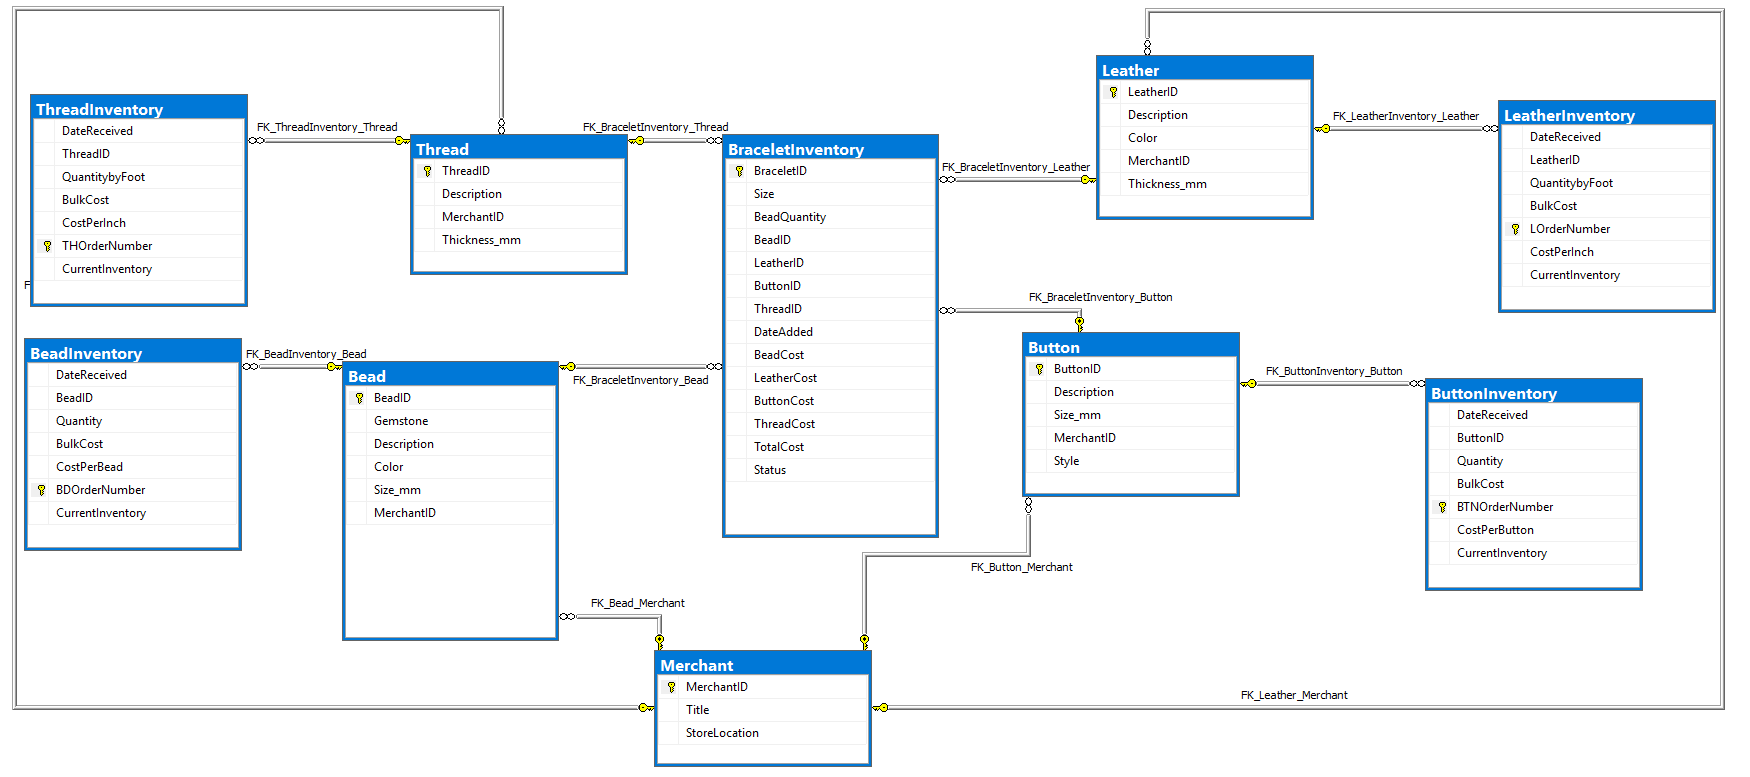 ThreadInventory
DateReceived
ThreadID
QuantitybyFoot
BulkCost
CostPerInch
THOrderNumber
CurrentInventory
FK_ThreadInventory_Thread
Thread
ThreadID
Description
MerchantID
Thickness_mm
FK_BraceletInventory_Thread
BraceletInventory
BraceletID
Size
BeadQuantity
BeadID
LeatherID
ButtonID
ThreadID
DateAdded
BeadCost
LeatherCost
ButtonCost
ThreadCost
TotalCost
Status
FK_BraceletInventory_Leather
Leather
LeatherID
Description
Color
MerchantID
Thickness_mm
FK_LeatherInventory_Leather
LeatherInventory
DateReceived
LeatherID
QuantitybyFoot
BulkCost
LOrderNumber
CostPerInch
CurrentInventory
F
BeadInventory
DateReceived
BeadID
Quantity
BulkCost
CostPerBead
BDOrderNumber
CurrentInventory
FK_BeadInventory_Bead
Bead
BeadID
Gemstone
Description
Color
Size_mm
MerchantID
FK_BraceletInventory_Bead
FK_BraceletInventory_Button
Button
ButtonID
Description
Size_mm
MerchantID
Style
FK_ButtonInventory_Button
ButtonInventory
DateReceived
ButtonID
Quantity
BulkCost
BTNOrderNumber
CostPerButton
CurrentInventory
FK_Button_Merchant
FK_Bead_Merchant
Merchant
MerchantID
Title
StoreLocation
FK_Leather_Merchant